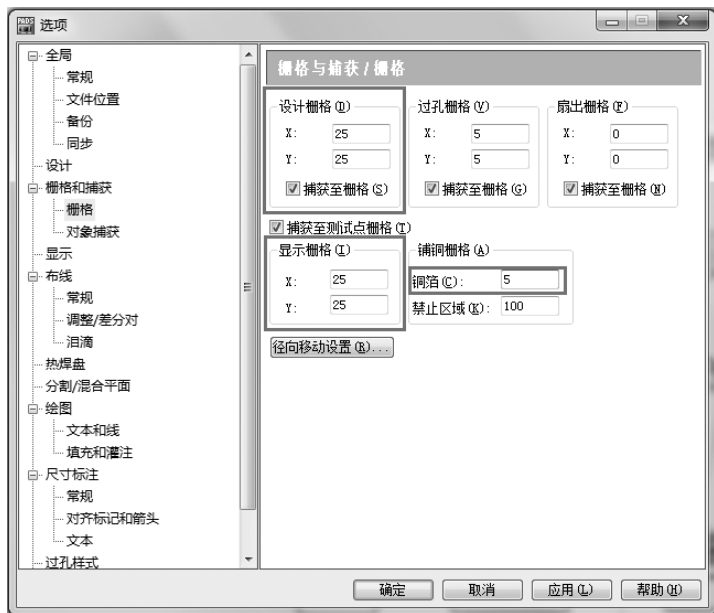 PADS
选项
全局
常规
文件位置
备份
同步
设计
栅格和捕获
栅格
对象捕获
显示
布线
常规
调整/差分对
泪滴
热焊盘
分割/混合平面
绘图
文本和线
填充和灌注
尺寸标注
常规
对齐标记和箭头
文本
过孔样式
栅格与捕获 / 栅格
设计栅格(D)
X: 25
Y: 25
捕获至栅格(S)
过孔栅格(V)
X: 5
Y: 5
捕获至栅格(G)
扇出栅格(F)
X: 0
Y: 0
捕获至栅格(N)
捕获至测试点栅格(T)
显示栅格(I)
X: 25
Y: 25
铺铜栅格(A)
铜箔(C): 5
禁止区域(K): 100
径向移动设置(R)...
确定 取消 应用(L) 帮助(H)